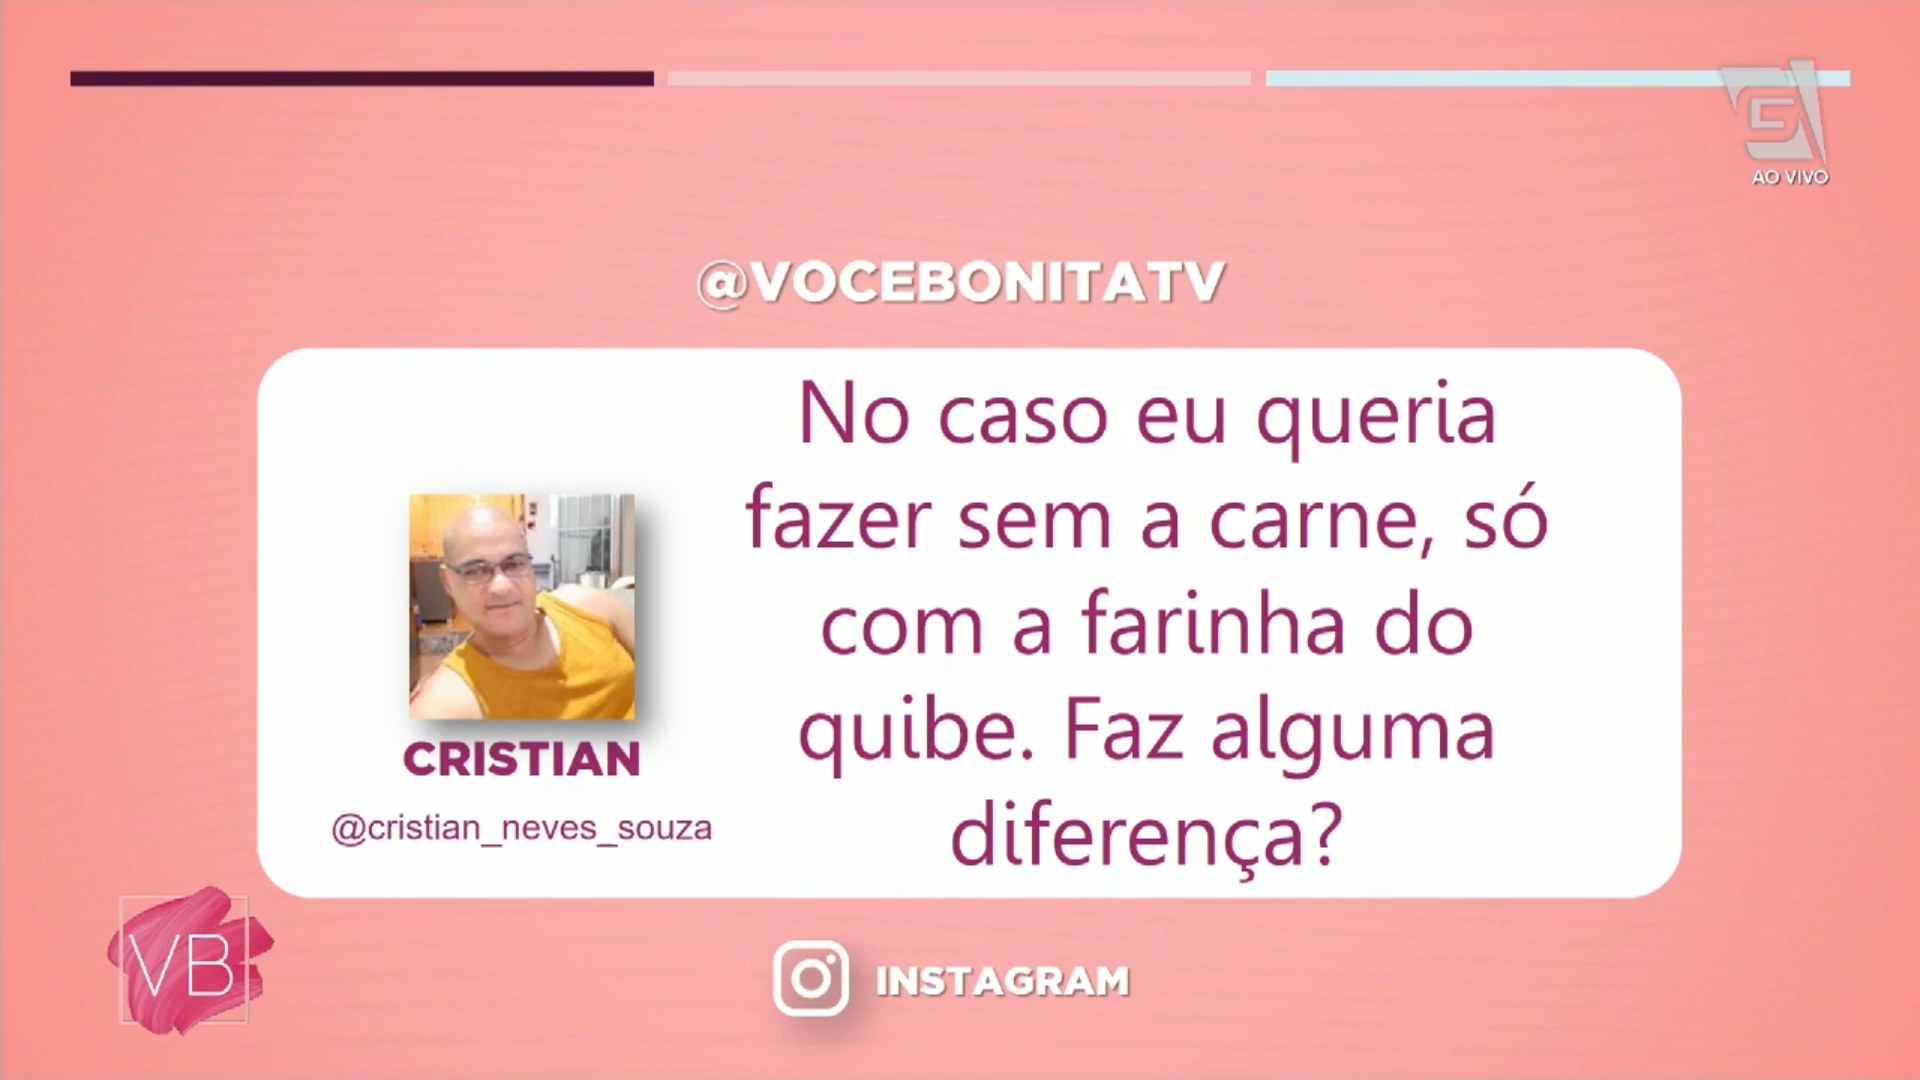 AO VIVO
@VOCEBONITATV
No caso eu queria
fazer sem a carne, só
com a farinha do
quibe. Faz alguma
diferença?
CRISTIAN
@cristian_neves_souza
VB
INSTAGRAM